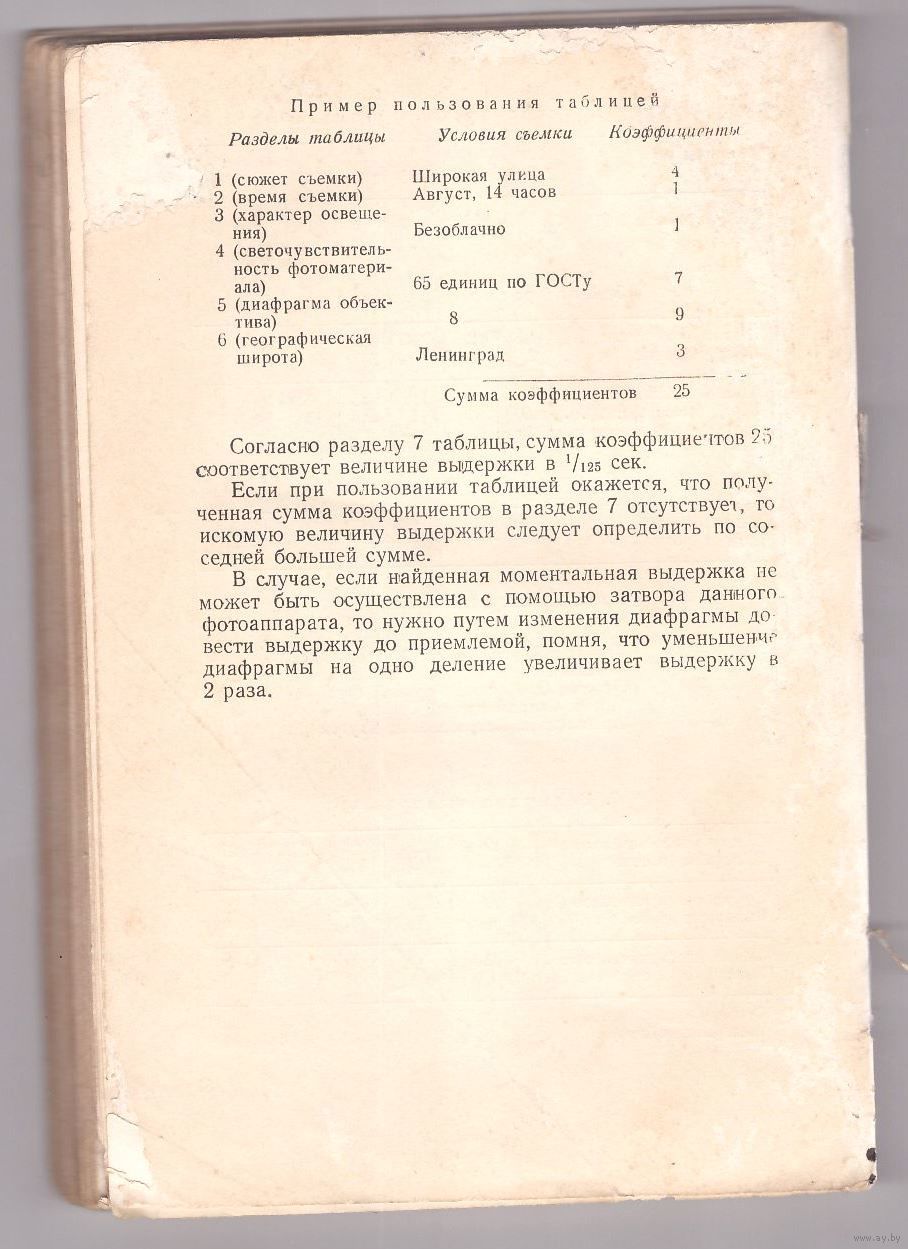 Пример пользования таблицей
Разделы таблицы Условия съемки Коэффициенты
1 (сюжет съемки) Широкая улица 4
2 (время съемки) Август, 14 часов 1
3 (характер освеще-
ния) Безоблачно 1
4 (светочувствитель-
ность фотоматери-
ала) 65 единиц по ГОСТу 7
5 (диафрагма объек-
тива) 8 9
6 (географическая
широта) Ленинград 3
Сумма коэффициентов 25
Согласно разделу 7 таблицы, сумма коэффициентов 25
соответствует величине выдержки в 1/125 сек.
Если при пользовании таблицей окажется, что полу-
ченная сумма коэффициентов в разделе 7 отсутствует, то
искомую величину выдержки следует определить по со-
седней большей сумме.
В случае, если найденная моментальная выдержка не
может быть осуществлена с помощью затвора данного
фотоаппарата, то нужно путем изменения диафрагмы до-
вести выдержку до приемлемой, помня, что уменьшение
диафрагмы на одно деление увеличивает выдержку в
2 раза.
www.ay.by